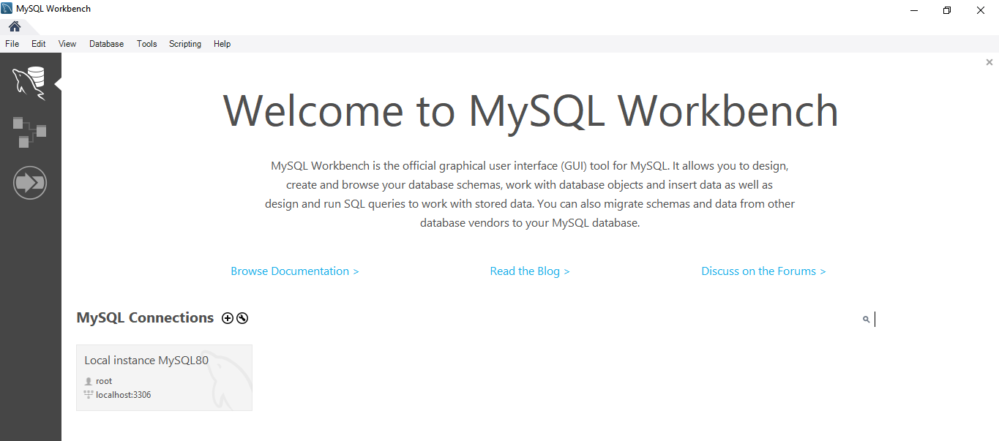 MySQL Workbench
File Edit View Database Tools Scripting Help
Welcome to MySQL Workbench
MySQL Workbench is the official graphical user interface (GUI) tool for MySQL. It allows you to design,
create and browse your database schemas, work with database objects and insert data as well as
design and run SQL queries to work with stored data. You can also migrate schemas and data from other
database vendors to your MySQL database.
Browse Documentation > Read the Blog > Discuss on the Forums >
MySQL Connections
Local instance MySQL80
root
localhost:3306